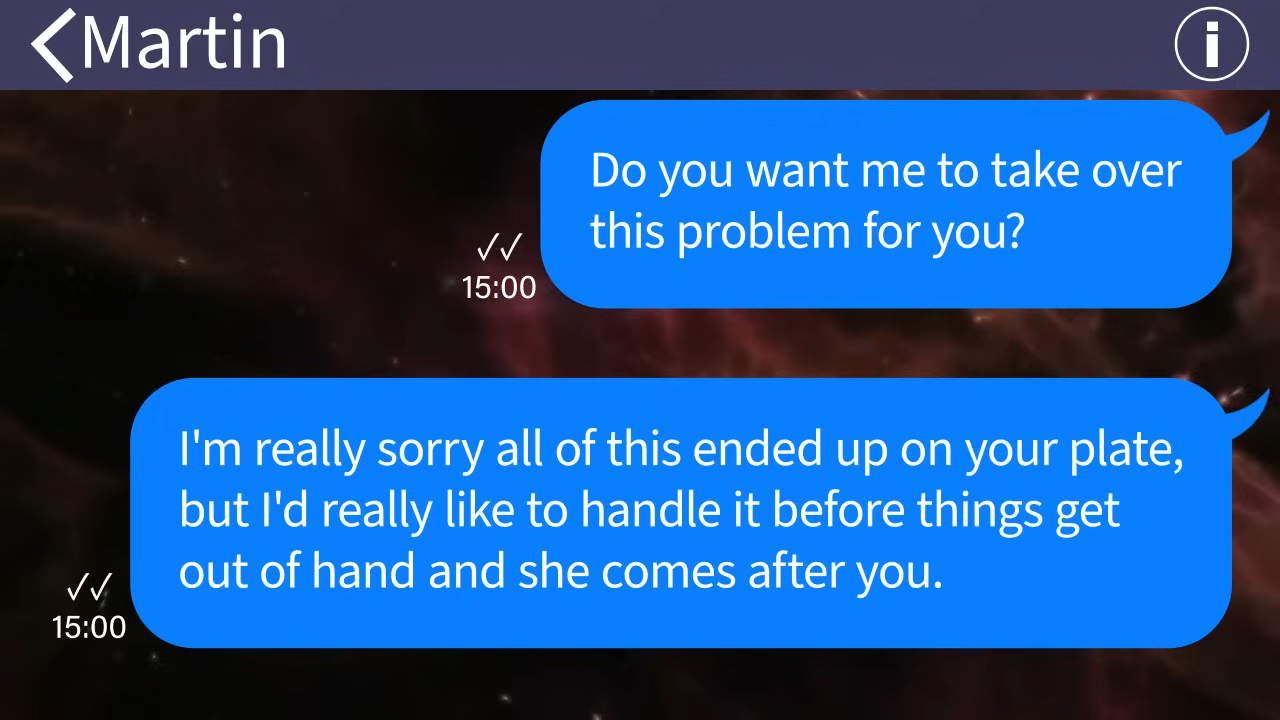 Martin
i
Do you want me to take over
this problem for you?
✓✓
15:00
I'm really sorry all of this ended up on your plate,
but I'd really like to handle it before things get
out of hand and she comes after you.
✓✓
15:00